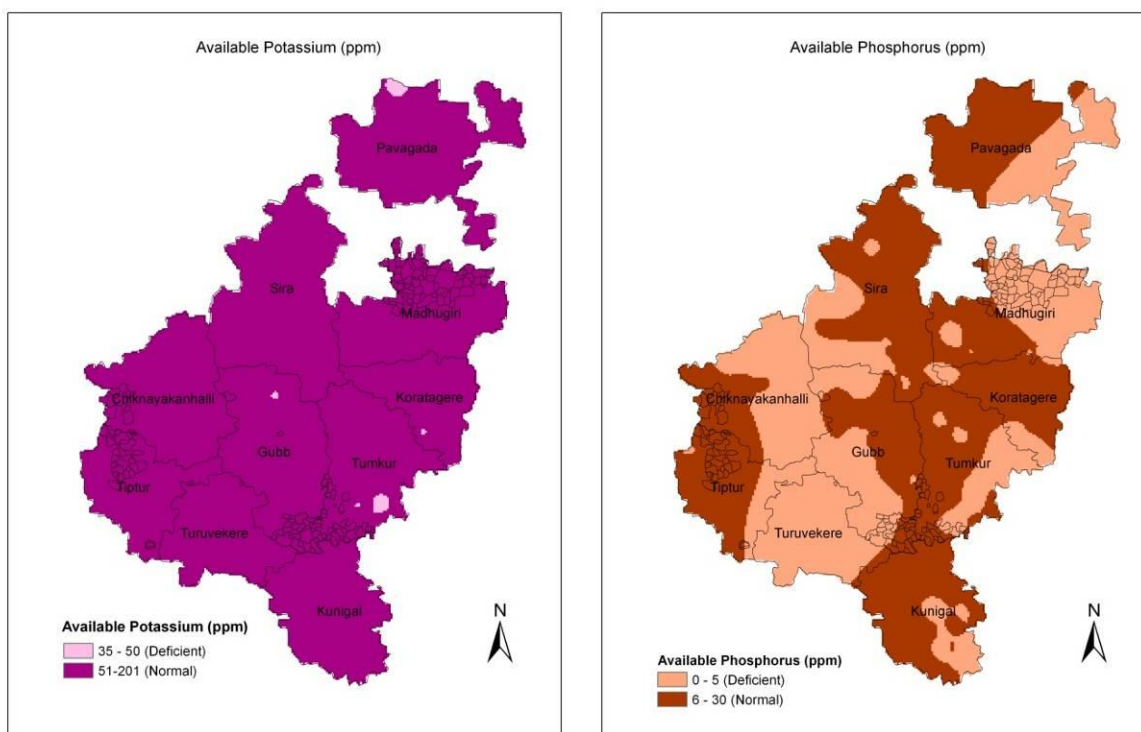 Available Potassium (ppm)
Pavagada
Sira
Madhugiri
Chiknayakanhalli
Koratagere
Gubb
Tumkur
Tiptur
Turuvekere
Kunigal
N
Available Potassium (ppm)
35 - 50 (Deficient)
51-201 (Normal)
Available Phosphorus (ppm)
Pavagada
Sira
Madhugiri
Chiknayakanhalli
Koratagere
Gubb
Tumkur
Tiptur
Turuvekere
Kunigal
N
Available Phosphorus (ppm)
0 - 5 (Deficient)
6 - 30 (Normal)